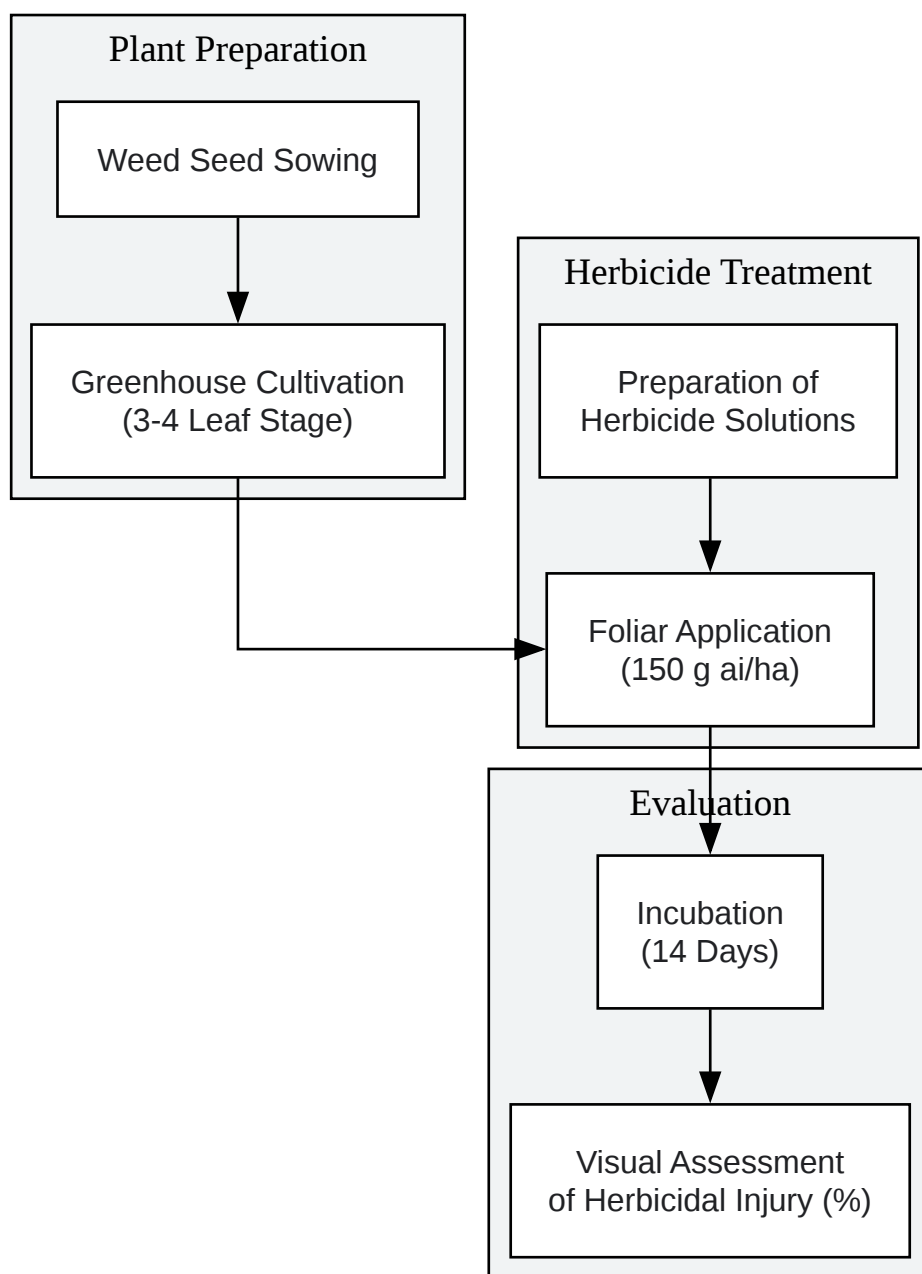 Plant Preparation
Weed Seed Sowing
Greenhouse Cultivation
(3-4 Leaf Stage)
Herbicide Treatment
Preparation of
Herbicide Solutions
Foliar Application
(150 g ai/ha)
Evaluation
Incubation
(14 Days)
Visual Assessment
of Herbicidal Injury (%)